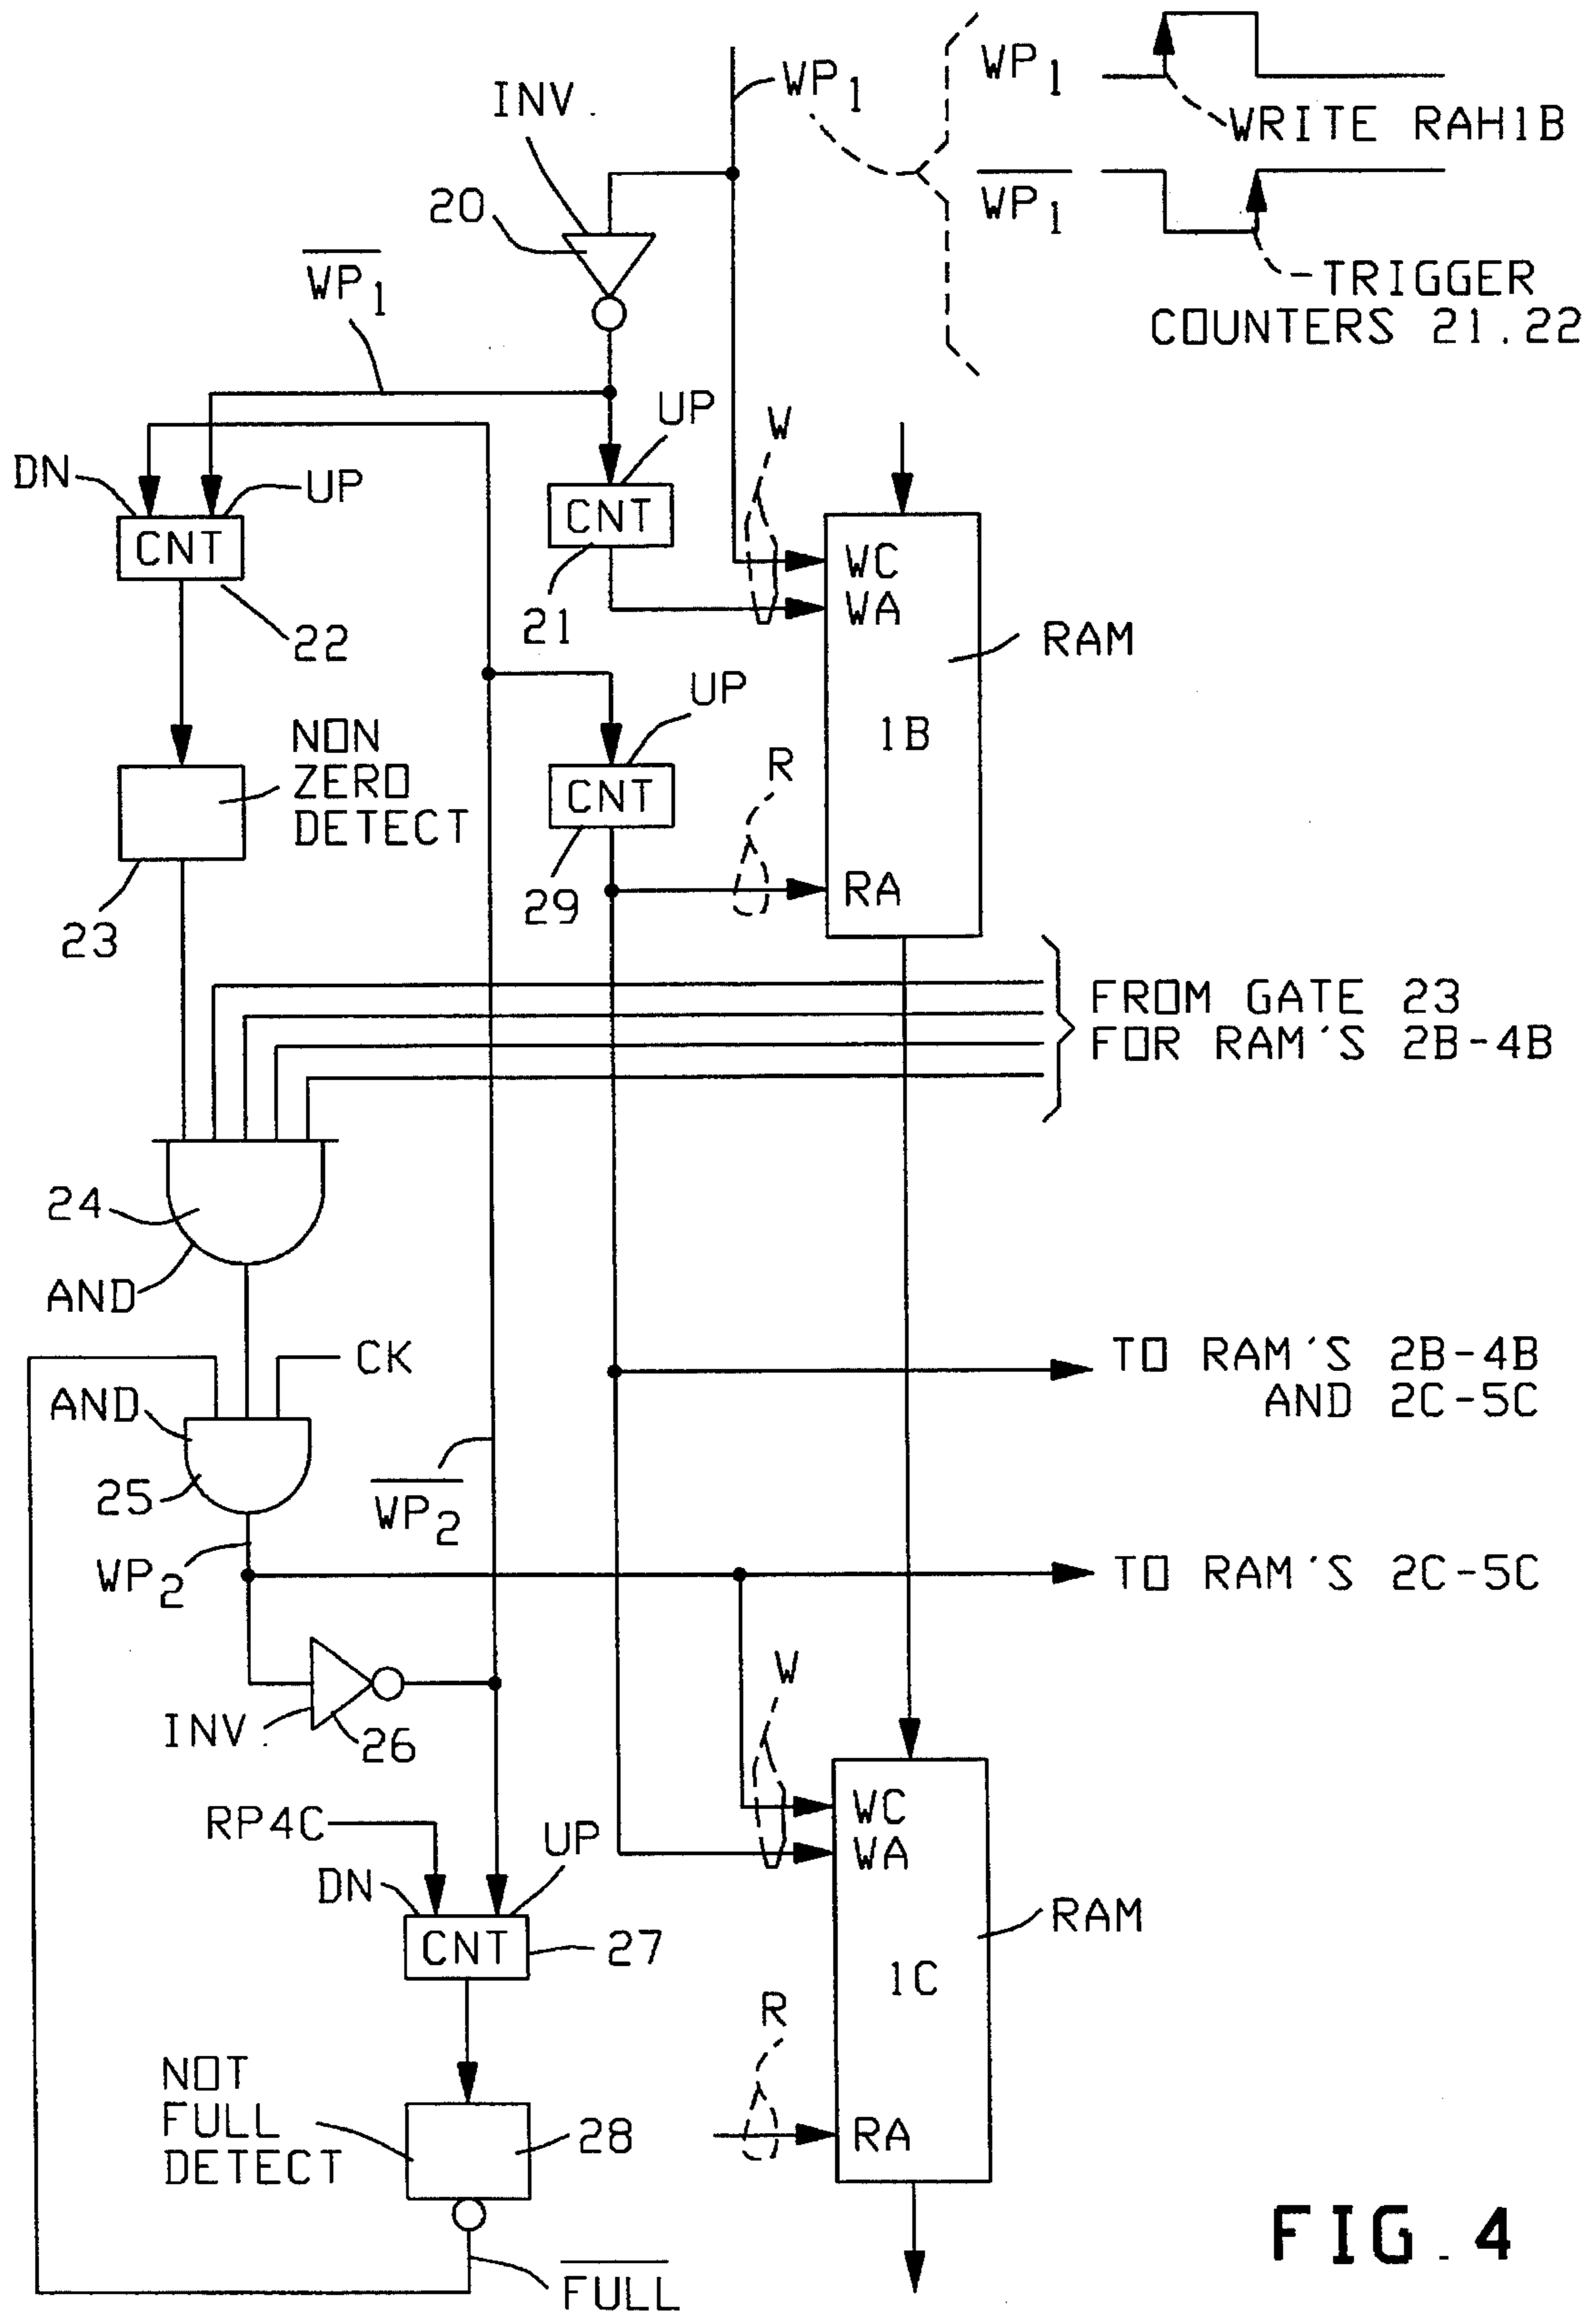 INV.
WP1
WP1
WRITE RAH1B
20
WP1
WP1
TRIGGER
COUNTERS 21.22
UP
W
DN
UP
CNT
CNT
WC
WA
22
21
RAM
NON
ZERO
DETECT
UP
1B
R
CNT
RA
23
29
FROM GATE 23
FOR RAM'S 2B-4B
24
AND
CK
TO RAM'S 2B-4B
AND 2C-5C
AND
25
WP2
WP2
TO RAM'S 2C-5C
W
INV.
26
WC
WA
RP4C
UP
DN
CNT
27
RAM
1C
R
NOT
FULL
DETECT
28
RA
FULL
FIG. 4